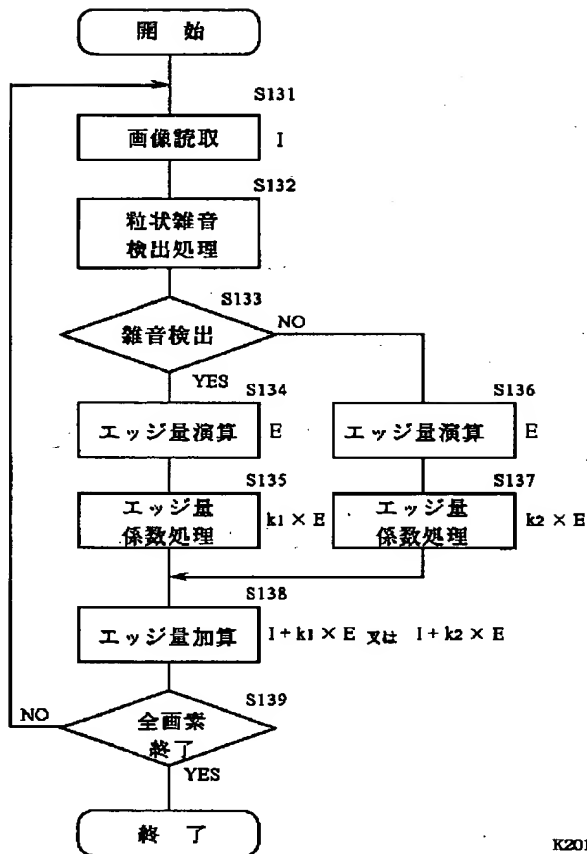 開 始
S131
画像読取 I
S132
粒状雑音
検出処理
S133
雑音検出
NO
YES
S134
エッジ量演算 E
S136
エッジ量演算 E
S135
エッジ量
係数処理 k1 × E
S137
エッジ量
係数処理 k2 × E
S138
エッジ量加算 I + k1 × E 又は I + k2 × E
S139
全画素
終了
NO
YES
終 了
K201